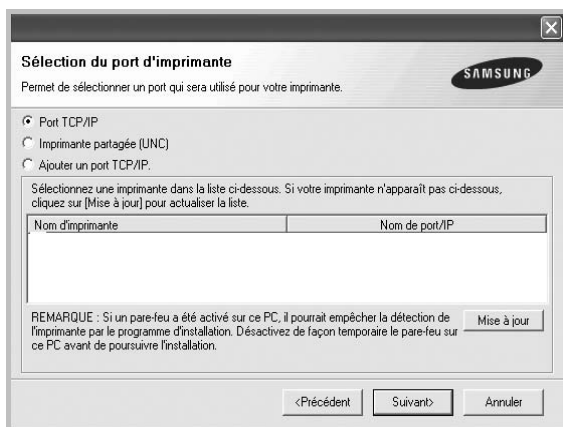 Sélection du port d'imprimante
Permet de sélectionner un port qui sera utilisé pour votre imprimante.
SAMSUNG
Port TCP/IP
Imprimante partagée (UNC)
Ajouter un port TCP/IP.
Sélectionnez une imprimante dans la liste ci-dessous. Si votre imprimante n'apparaît pas ci-dessous,
cliquez sur [Mise à jour] pour actualiser la liste.
Nom d'imprimante
Nom de port/IP
REMARQUE : Si un pare-feu a été activé sur ce PC, il pourrait empêcher la détection de
l'imprimante par le programme d'installation. Désactivez de façon temporaire le pare-feu sur
ce PC avant de poursuivre l'installation.
Mise à jour
<Précédent
Suivant>
Annuler